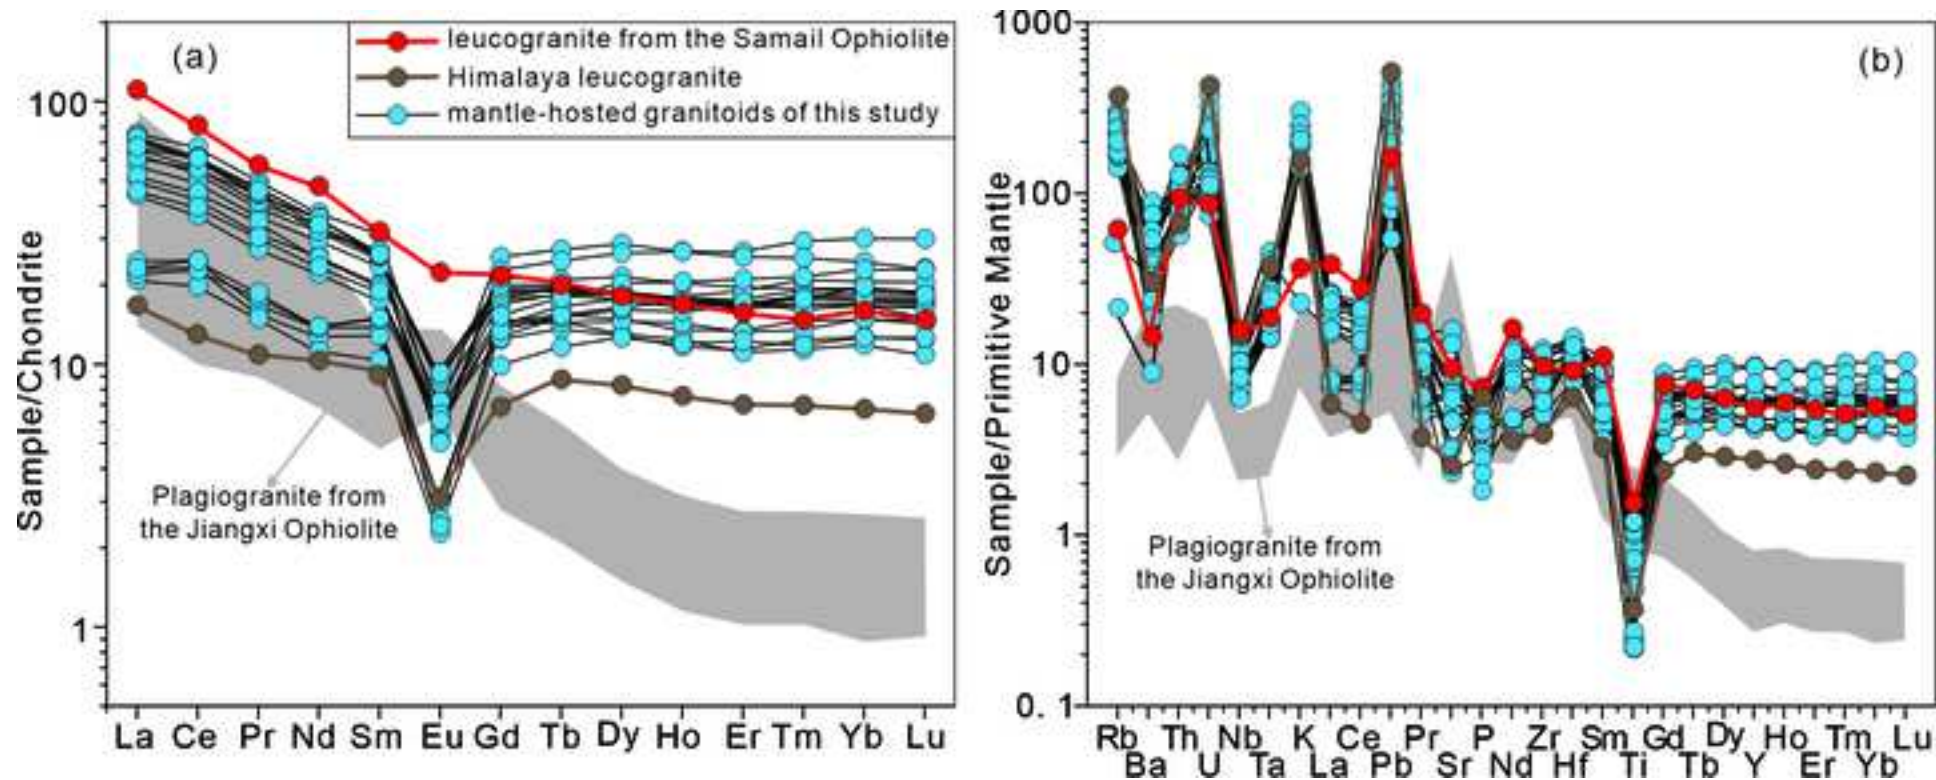 (a)
leucogranite from the Samail Ophiolite
Himalaya leucogranite
mantle-hosted granitoids of this study
Sample/Chondrite
100
10
1
Plagiogranite from
the Jiangxi Ophiolite
La Ce Pr Nd Sm Eu Gd Tb Dy Ho Er Tm Yb Lu
(b)
Sample/Primitive Mantle
1000
100
10
1
0. 1
Plagiogranite from
the Jiangxi Ophiolite
Rb Th Nb K Ce Pr P Zr Sm Gd Dy Ho Tm Lu
Ba U Ta La Pb Sr Nd Hf Ti Tb Y Er Yb